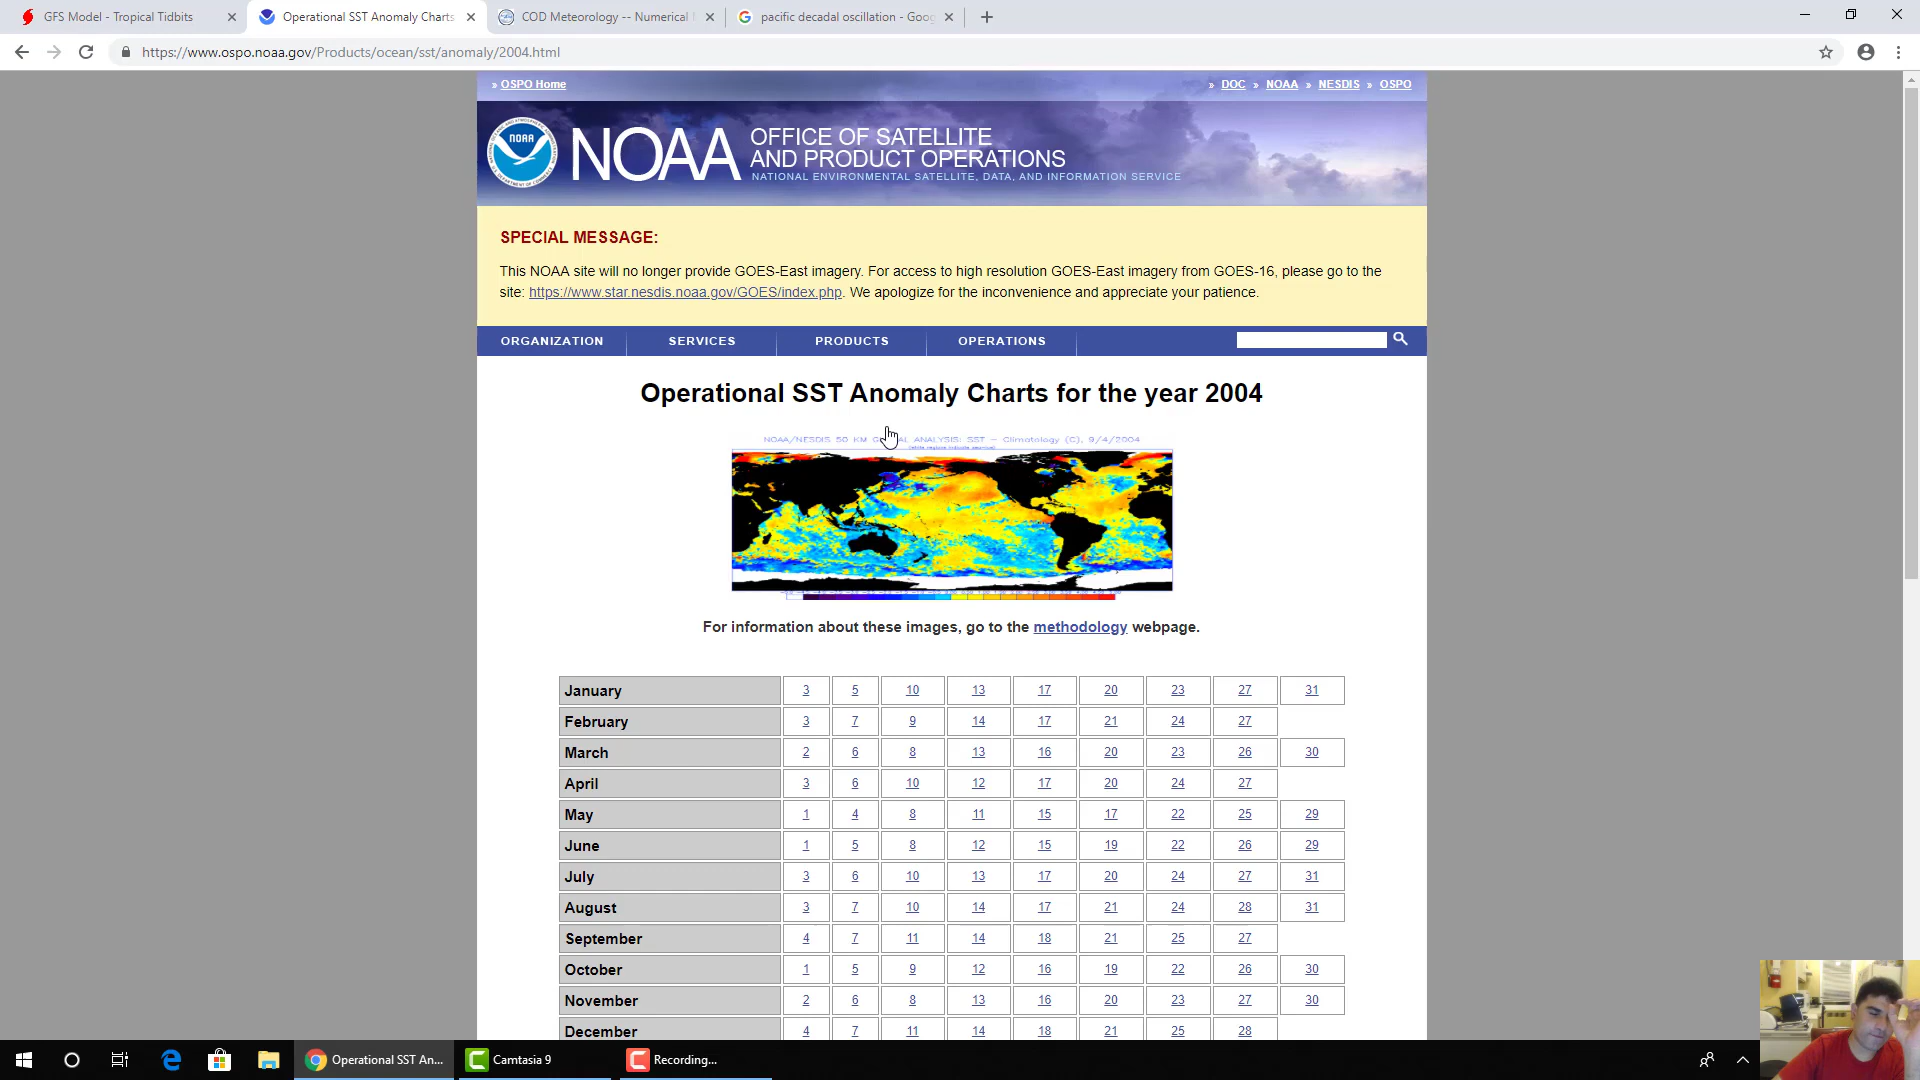 GFS Model - Tropical Tidbits
Operational SST Anomaly Charts
COD Meteorology -- Numerical
pacific decadal oscillation - Goog
https://www.ospo.noaa.gov/Products/ocean/sst/anomaly/2004.html
» OSPO Home
» DOC » NOAA » NESDIS » OSPO
NOAA
NOAA
OFFICE OF SATELLITE
AND PRODUCT OPERATIONS
NATIONAL ENVIRONMENTAL SATELLITE, DATA, AND INFORMATION SERVICE
SPECIAL MESSAGE:
This NOAA site will no longer provide GOES-East imagery. For access to high resolution GOES-East imagery from GOES-16, please go to the
site: https://www.star.nesdis.noaa.gov/GOES/index.php. We apologize for the inconvenience and appreciate your patience.
ORGANIZATION SERVICES PRODUCTS OPERATIONS
Operational SST Anomaly Charts for the year 2004
NOAA/NESDIS 50 KM ANALYSIS: SST - Climatology (C), 9/4/2004
For information about these images, go to the methodology webpage.
January 3 5 10 13 17 20 23 27 31
February 3 7 9 14 17 21 24 27
March 2 6 8 13 16 20 23 26 30
April 3 6 10 12 17 20 24 27
May 1 4 8 11 15 17 22 25 29
June 1 5 8 12 15 19 22 26 29
July 3 6 10 13 17 20 24 27 31
August 3 7 10 14 17 21 24 28 31
September 4 7 11 14 18 21 25 27
October 1 5 9 12 16 19 22 26 30
November 2 6 8 13 16 20 23 27 30
December 4 7 11 14 18 21 25 28
Operational SST An...
Camtasia 9
Recording...